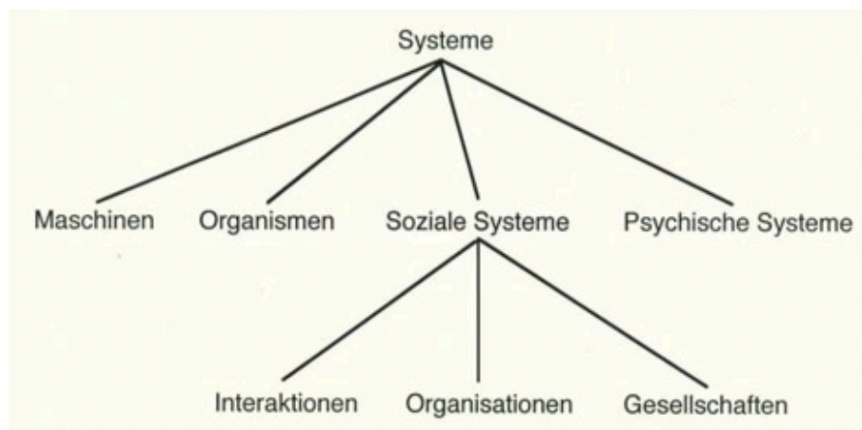 Systeme
Maschinen Organismen Soziale Systeme Psychische Systeme
Interaktionen Organisationen Gesellschaften